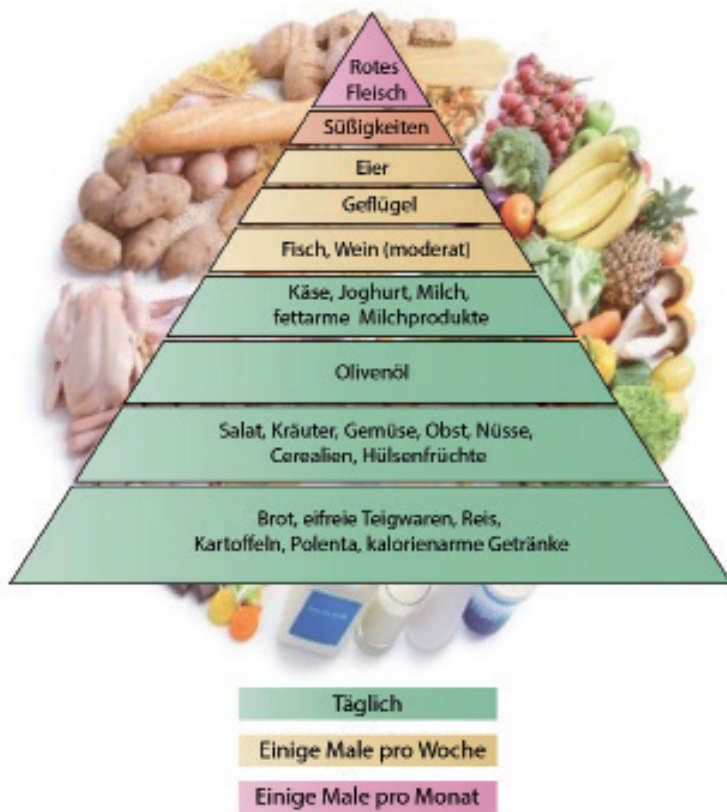 Rotes
Fleisch
Süßigkeiten
Eier
Geflügel
Fisch, Wein (moderat)
Käse, Joghurt, Milch,
fettarme Milchprodukte
Olivenöl
Salat, Kräuter, Gemüse, Obst, Nüsse,
Cerealien, Hülsenfrüchte
Brot, eifreie Teigwaren, Reis,
Kartoffeln, Polenta, kalorienarme Getränke
Täglich
Einige Male pro Woche
Einige Male pro Monat